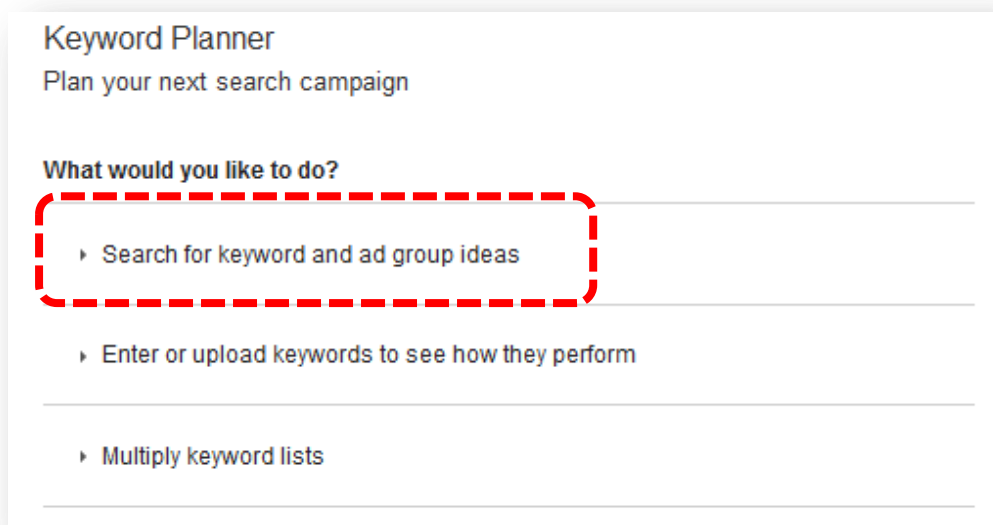 Keyword Planner
Plan your next search campaign
What would you like to do?
Search for keyword and ad group ideas
Enter or upload keywords to see how they perform
Multiply keyword lists